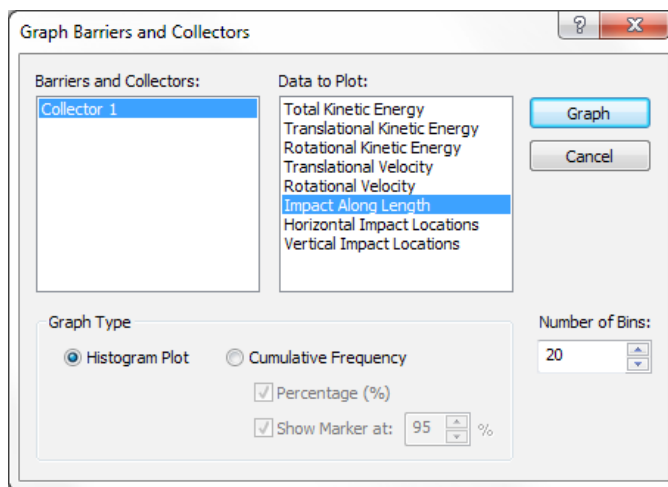 Graph Barriers and Collectors
Barriers and Collectors:
Collector 1
Data to Plot:
Total Kinetic Energy
Translational Kinetic Energy
Rotational Kinetic Energy
Translational Velocity
Rotational Velocity
Impact Along Length
Horizontal Impact Locations
Vertical Impact Locations
Graph
Cancel
Graph Type
Histogram Plot
Cumulative Frequency
Percentage (%)
Show Marker at: 95 %
Number of Bins:
20